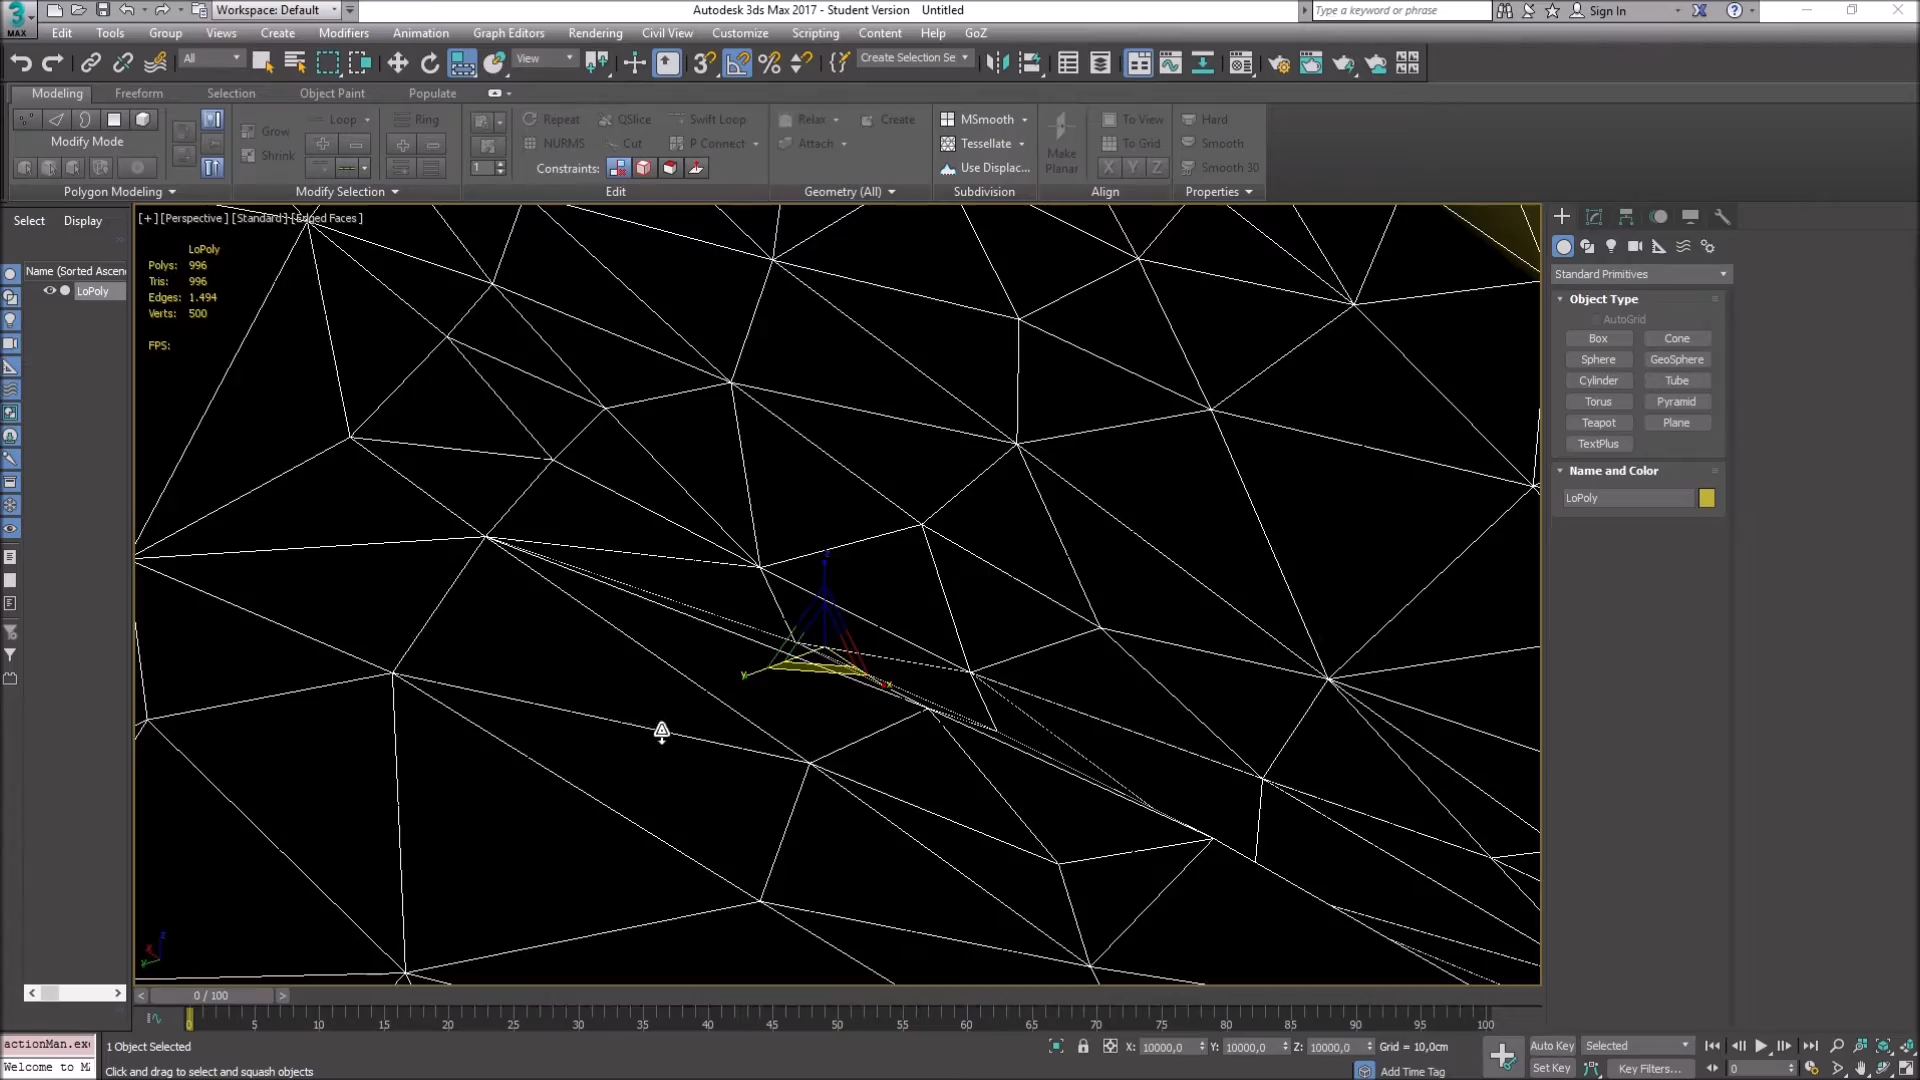 Workspace: Default
Autodesk 3ds Max 2017 - Student Version    Untitled
Type a keyword or phrase
Sign In
MAX
Edit Tools Group Views Create Modifiers Animation Graph Editors Rendering Civil View Customize Scripting Content Help GoZ
All
View
Create Selection Se
Modeling Freeform Selection Object Paint Populate
Loop Ring Repeat QSlice Swift Loop Relax Create MSmooth To View Hard
Grow
Modify Mode
NURMS Cut P Connect Attach Tessellate Make Planar To Grid Smooth
Shrink
1
Constraints: Use Displac... X Y Z Smooth 30
Polygon Modeling Modify Selection Edit Geometry (All) Subdivision Align Properties
Select Display
[+] [Perspective] [Standard] [Edged Faces]
LoPoly
Polys: 996
Tris: 996
Edges: 1.494
Verts: 500
FPS:
Name (Sorted Ascen
LoPoly
Standard Primitives
Object Type
AutoGrid
Box Cone
Sphere GeoSphere
Cylinder Tube
Torus Pyramid
Teapot Plane
TextPlus
Name and Color
LoPoly
z
y
x
0 / 100
0 5 10 15 20 25 30 35 40 45 50 55 60 65 70 75 80 85 90 95 100
actionMan.exe
1 Object Selected
X: 10000,0 Y: 10000,0 Z: 10000,0 Grid = 10,0cm
Auto Key Selected
Welcome to M
Click and drag to select and squash objects
Add Time Tag
Set Key Key Filters...
0